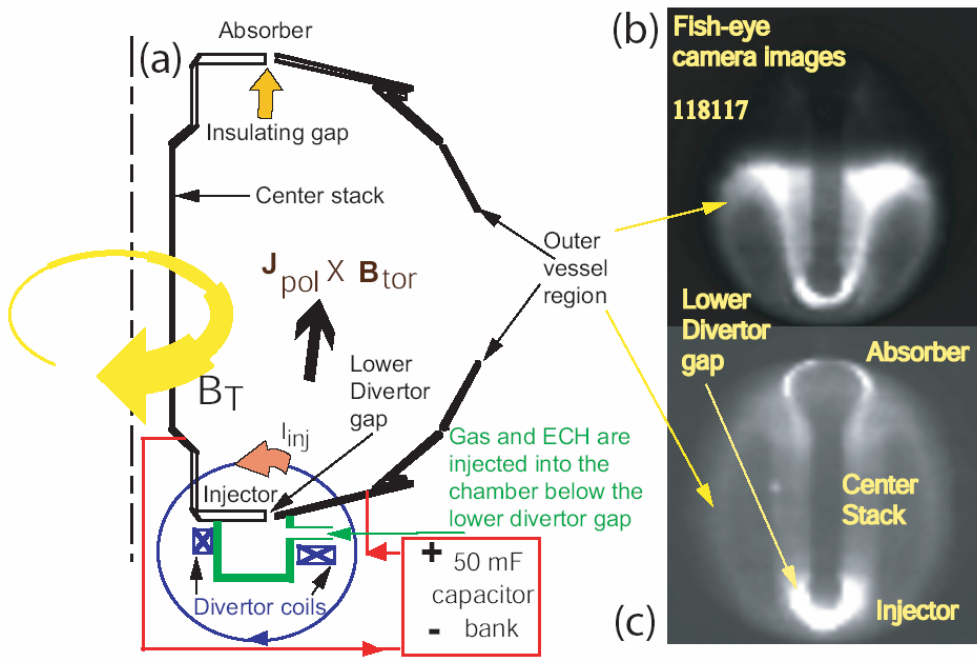 (a)
Absorber
Insulating gap
Center stack
J pol X B tor
Outer
vessel
region
B T
Lower
Divertor
gap
I inj
Injector
Gas and ECH are
injected into the
chamber below the
lower divertor gap
Divertor coils
+ 50 mF
capacitor
- bank
(b)
Fish-eye
camera images
118117
Lower
Divertor
gap
Absorber
Center
Stack
Injector
(c)